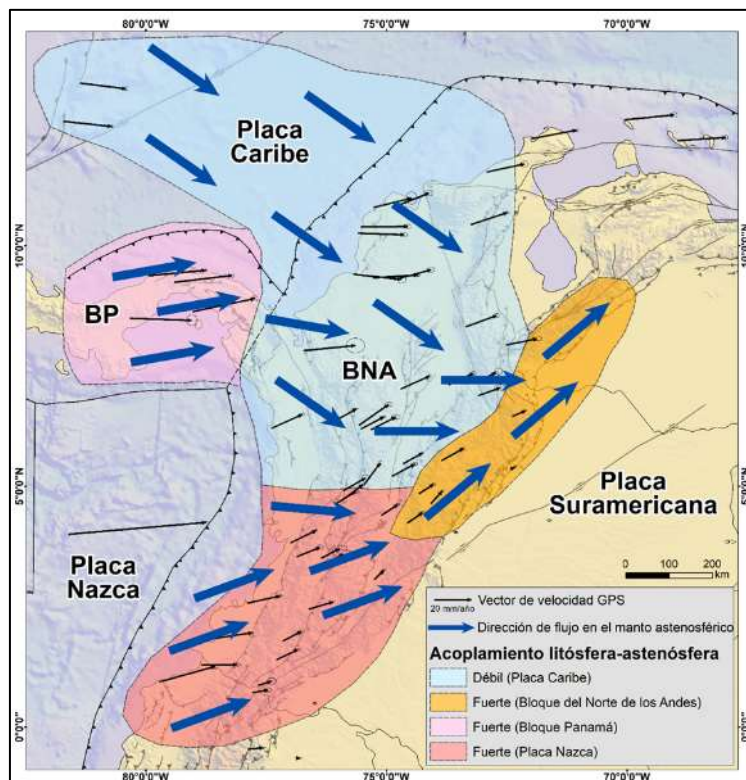 80°0'0"W
75°0'0"W
70°0'0"W
Placa
Caribe
10°0'0"N
10°0'0"N
BP
BNA
5°0'0"N
5°0'0"N
Placa
Nazca
Placa
Suramericana
0 100 200
km
Vector de velocidad GPS
20 mm/año
Dirección de flujo en el manto astenosférico
Acoplamiento litósfera-astenósfera
Débil (Placa Caribe)
Fuerte (Bloque del Norte de los Andes)
Fuerte (Bloque Panamá)
Fuerte (Placa Nazca)
0°0'0"
0°0'0"
80°0'0"W
75°0'0"W
70°0'0"W